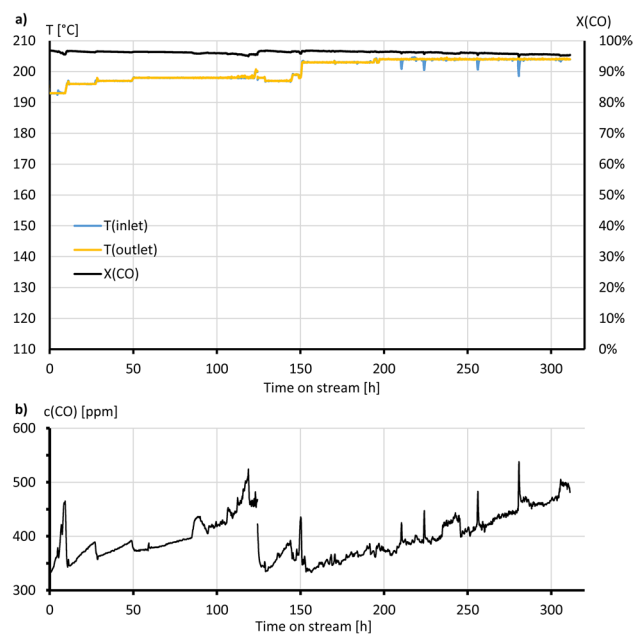 a) T [°C] X(CO)
210 100%
200 90%
190 80%
180 70%
170 60%
160 50%
150 40%
T(inlet)
140 30%
T(outlet)
130 X(CO) 20%
120 10%
110 0%
0 50 100 150 200 250 300
Time on stream [h]
b) c(CO) [ppm]
600
500
400
300
0 50 100 150 200 250 300
Time on stream [h]